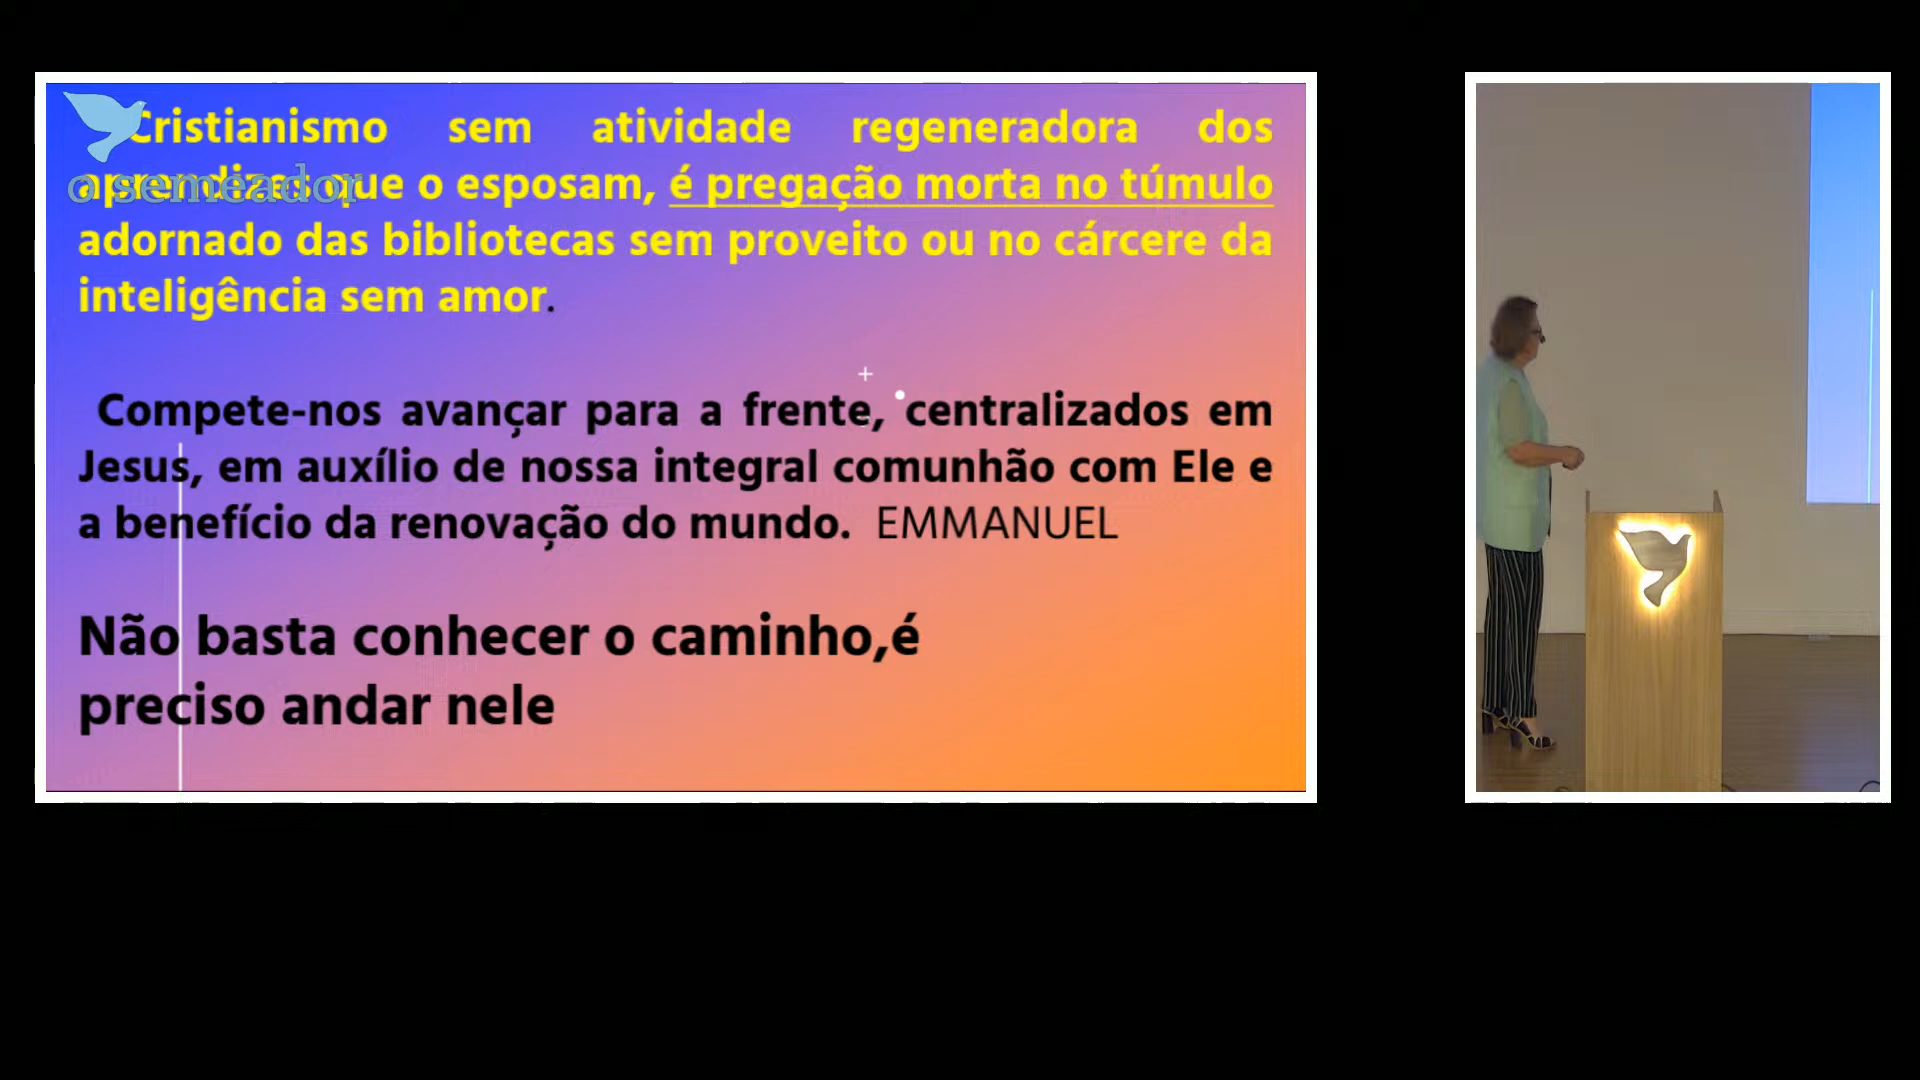 Cristianismo sem atividade regeneradora dos
aprendizes que o esposam, é pregação morta no túmulo
adornado das bibliotecas sem proveito ou no cárcere da
inteligência sem amor.
Compete-nos avançar para a frente, centralizados em
Jesus, em auxílio de nossa integral comunhão com Ele e
a benefício da renovação do mundo. EMMANUEL
Não basta conhecer o caminho,é
preciso andar nele
o semeador